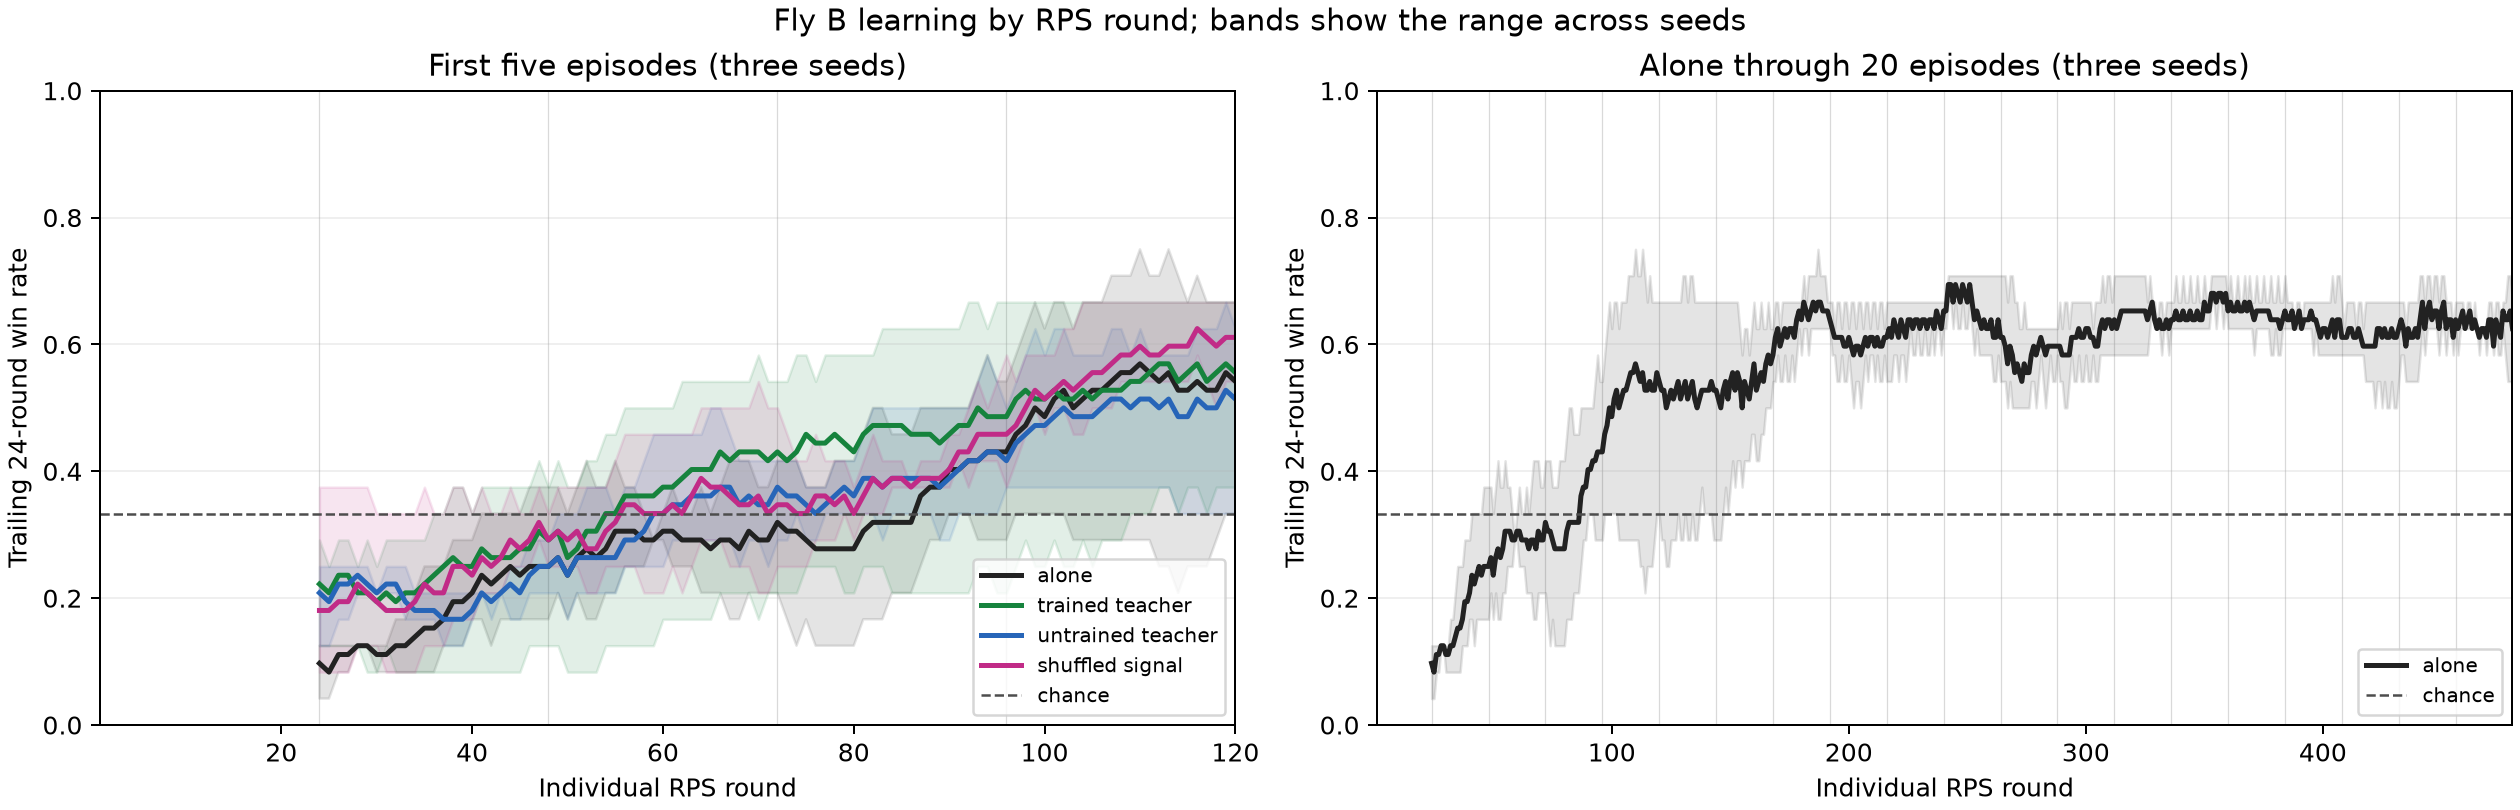 Fly B learning by RPS round; bands show the range across seeds
First five episodes (three seeds)
Trailing 24-round win rate
1.0
0.8
0.6
0.4
0.2
0.0
20
40
60
80
100
120
Individual RPS round
alone
trained teacher
untrained teacher
shuffled signal
chance
Alone through 20 episodes (three seeds)
Trailing 24-round win rate
1.0
0.8
0.6
0.4
0.2
0.0
100
200
300
400
Individual RPS round
alone
chance